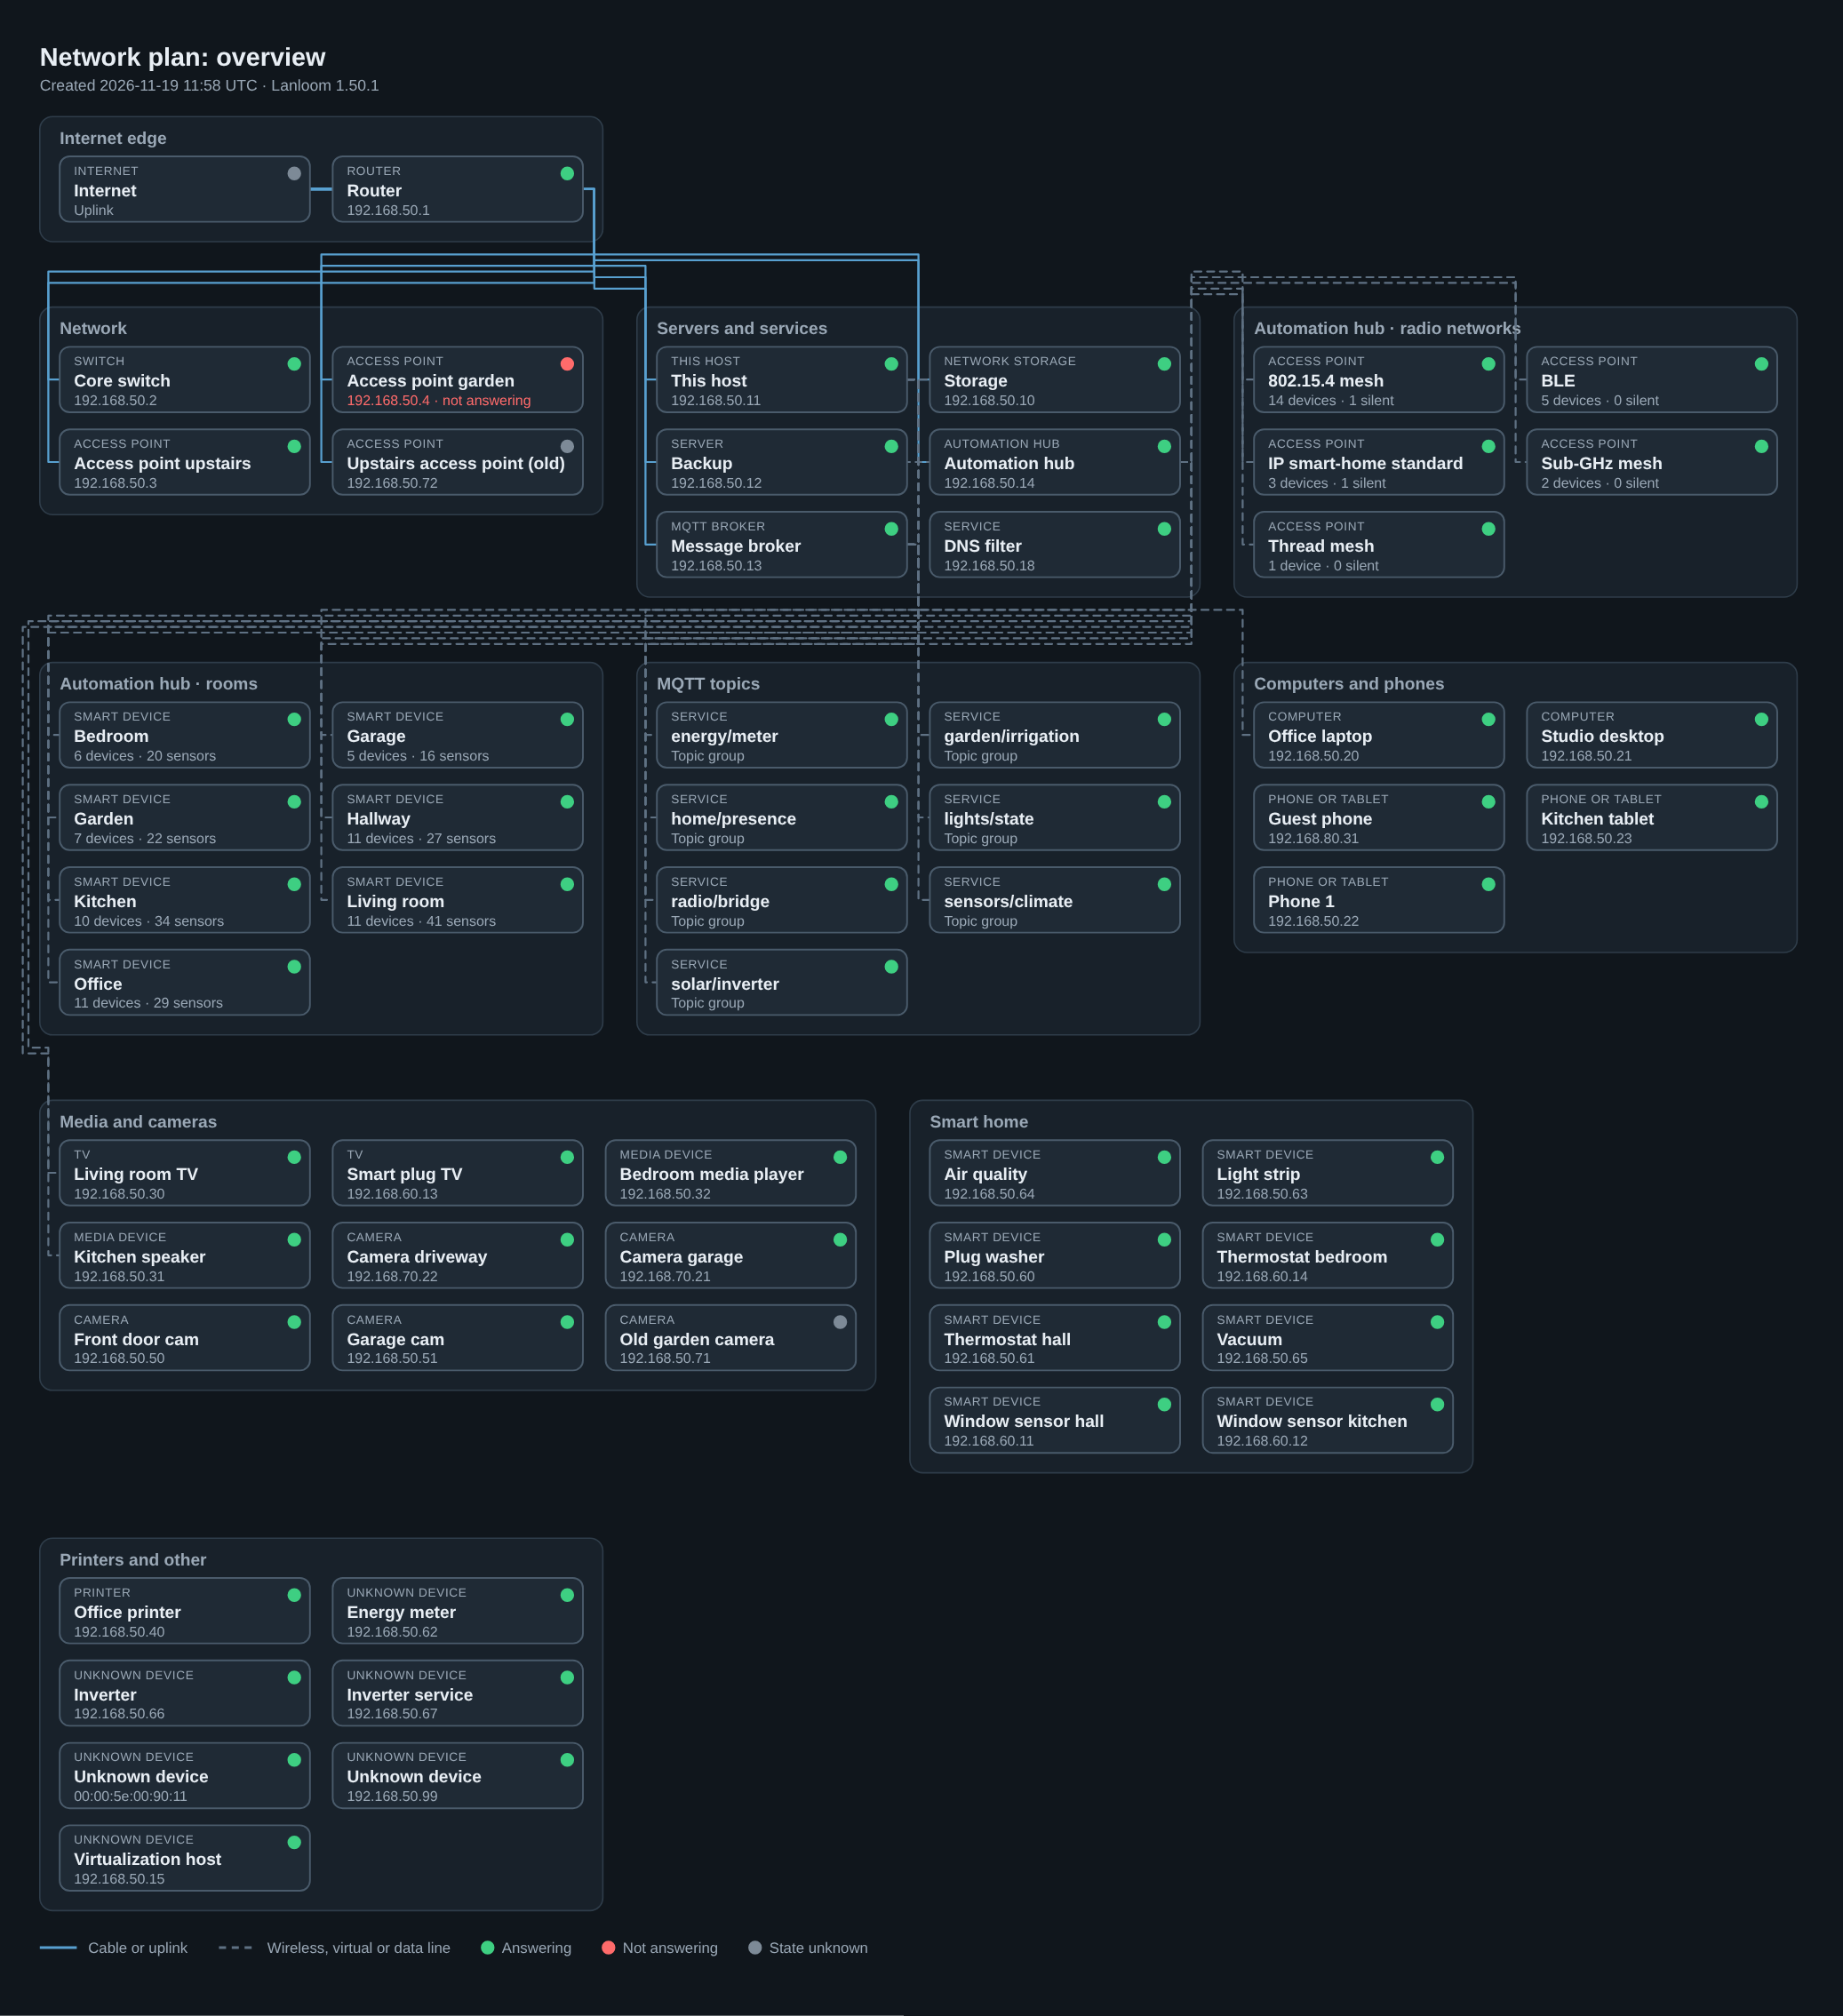 Network plan: overview
Created 2026-11-19 11:58 UTC · Lanloom 1.50.1
Internet edge
INTERNET
Internet
Uplink
ROUTER
Router
192.168.50.1
Network
SWITCH
Core switch
192.168.50.2
ACCESS POINT
Access point garden
192.168.50.4 · not answering
ACCESS POINT
Access point upstairs
192.168.50.3
ACCESS POINT
Upstairs access point (old)
192.168.50.72
Servers and services
THIS HOST
This host
192.168.50.11
NETWORK STORAGE
Storage
192.168.50.10
SERVER
Backup
192.168.50.12
AUTOMATION HUB
Automation hub
192.168.50.14
MQTT BROKER
Message broker
192.168.50.13
SERVICE
DNS filter
192.168.50.18
Automation hub · radio networks
ACCESS POINT
802.15.4 mesh
14 devices · 1 silent
ACCESS POINT
BLE
5 devices · 0 silent
ACCESS POINT
IP smart-home standard
3 devices · 1 silent
ACCESS POINT
Sub-GHz mesh
2 devices · 0 silent
ACCESS POINT
Thread mesh
1 device · 0 silent
Automation hub · rooms
SMART DEVICE
Bedroom
6 devices · 20 sensors
SMART DEVICE
Garage
5 devices · 16 sensors
SMART DEVICE
Garden
7 devices · 22 sensors
SMART DEVICE
Hallway
11 devices · 27 sensors
SMART DEVICE
Kitchen
10 devices · 34 sensors
SMART DEVICE
Living room
11 devices · 41 sensors
SMART DEVICE
Office
11 devices · 29 sensors
MQTT topics
SERVICE
energy/meter
Topic group
SERVICE
garden/irrigation
Topic group
SERVICE
home/presence
Topic group
SERVICE
lights/state
Topic group
SERVICE
radio/bridge
Topic group
SERVICE
sensors/climate
Topic group
SERVICE
solar/inverter
Topic group
Computers and phones
COMPUTER
Office laptop
192.168.50.20
COMPUTER
Studio desktop
192.168.50.21
PHONE OR TABLET
Guest phone
192.168.80.31
PHONE OR TABLET
Kitchen tablet
192.168.50.23
PHONE OR TABLET
Phone 1
192.168.50.22
Media and cameras
TV
Living room TV
192.168.50.30
TV
Smart plug TV
192.168.60.13
MEDIA DEVICE
Bedroom media player
192.168.50.32
MEDIA DEVICE
Kitchen speaker
192.168.50.31
CAMERA
Camera driveway
192.168.70.22
CAMERA
Camera garage
192.168.70.21
CAMERA
Front door cam
192.168.50.50
CAMERA
Garage cam
192.168.50.51
CAMERA
Old garden camera
192.168.50.71
Smart home
SMART DEVICE
Air quality
192.168.50.64
SMART DEVICE
Light strip
192.168.50.63
SMART DEVICE
Plug washer
192.168.50.60
SMART DEVICE
Thermostat bedroom
192.168.60.14
SMART DEVICE
Thermostat hall
192.168.50.61
SMART DEVICE
Vacuum
192.168.50.65
SMART DEVICE
Window sensor hall
192.168.60.11
SMART DEVICE
Window sensor kitchen
192.168.60.12
Printers and other
PRINTER
Office printer
192.168.50.40
UNKNOWN DEVICE
Energy meter
192.168.50.62
UNKNOWN DEVICE
Inverter
192.168.50.66
UNKNOWN DEVICE
Inverter service
192.168.50.67
UNKNOWN DEVICE
Unknown device
00:00:5e:00:90:11
UNKNOWN DEVICE
Unknown device
192.168.50.99
UNKNOWN DEVICE
Virtualization host
192.168.50.15
Cable or uplink
Wireless, virtual or data line
Answering
Not answering
State unknown